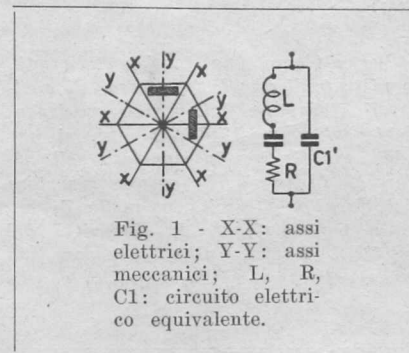 x y x
y y
x x
y y
x y x
L
R
C1'
Fig. 1 - X-X: assi
elettrici; Y-Y: assi
meccanici; L, R,
C1: circuito elettri-
co equivalente.